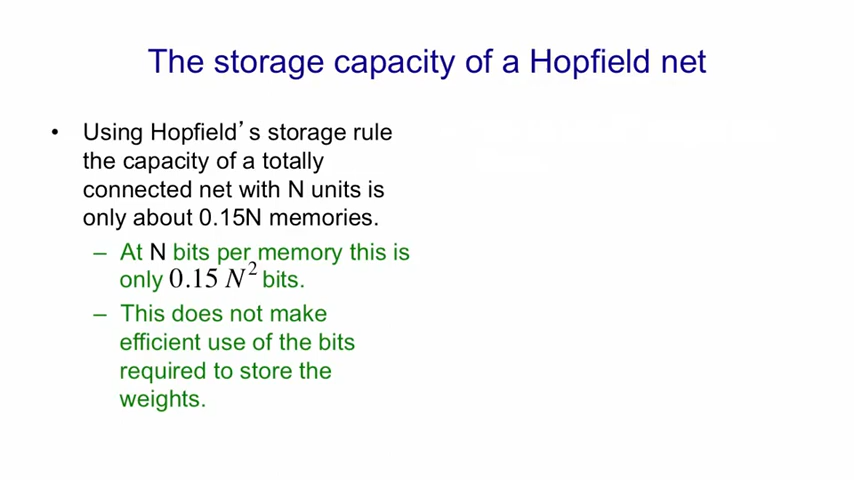 The storage capacity of a Hopfield net
• Using Hopfield’s storage rule
the capacity of a totally
connected net with N units is
only about 0.15N memories.
– At N bits per memory this is
only 0.15 N² bits.
– This does not make
efficient use of the bits
required to store the
weights.